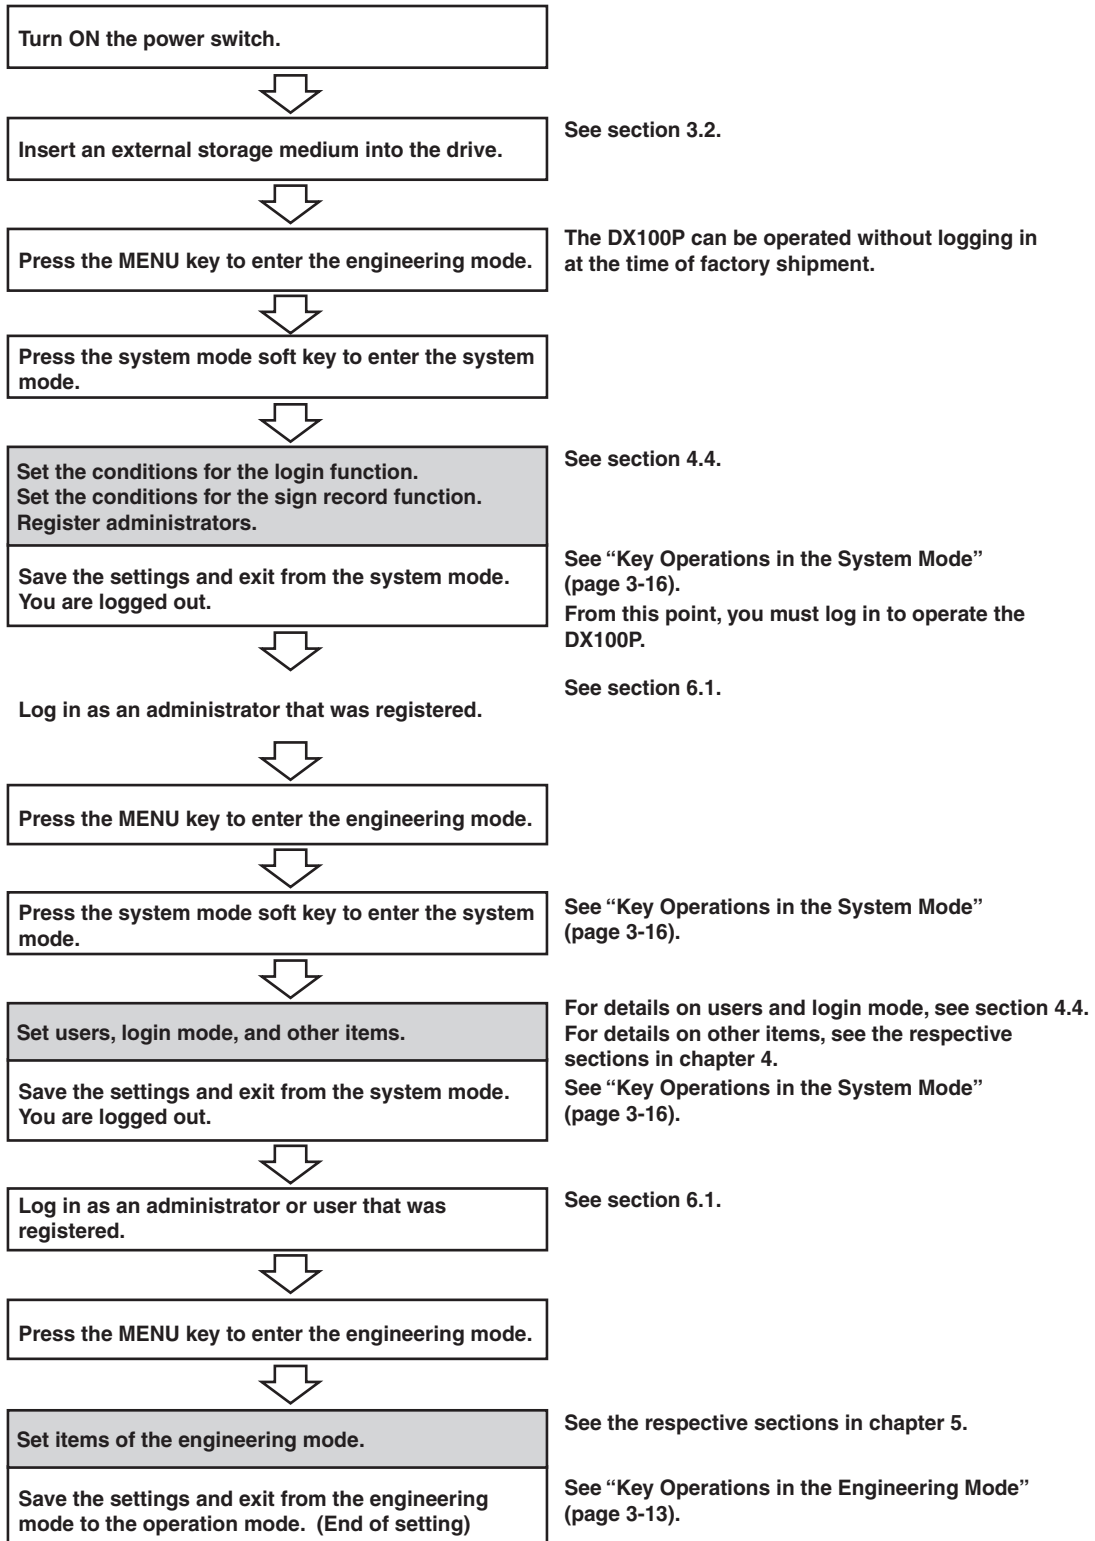 Turn ON the power switch.
Insert an external storage medium into the drive.
See section 3.2.
Press the MENU key to enter the engineering mode.
The DX100P can be operated without logging in
at the time of factory shipment.
Press the system mode soft key to enter the system
mode.
Set the conditions for the login function.
Set the conditions for the sign record function.
Register administrators.
See section 4.4.
Save the settings and exit from the system mode.
You are logged out.
See “Key Operations in the System Mode”
(page 3-16).
From this point, you must log in to operate the
DX100P.
Log in as an administrator that was registered.
See section 6.1.
Press the MENU key to enter the engineering mode.
Press the system mode soft key to enter the system
mode.
See “Key Operations in the System Mode”
(page 3-16).
Set users, login mode, and other items.
For details on users and login mode, see section 4.4.
For details on other items, see the respective
sections in chapter 4.
Save the settings and exit from the system mode.
You are logged out.
See “Key Operations in the System Mode”
(page 3-16).
Log in as an administrator or user that was
registered.
See section 6.1.
Press the MENU key to enter the engineering mode.
Set items of the engineering mode.
See the respective sections in chapter 5.
Save the settings and exit from the engineering
mode to the operation mode. (End of setting)
See “Key Operations in the Engineering Mode”
(page 3-13).